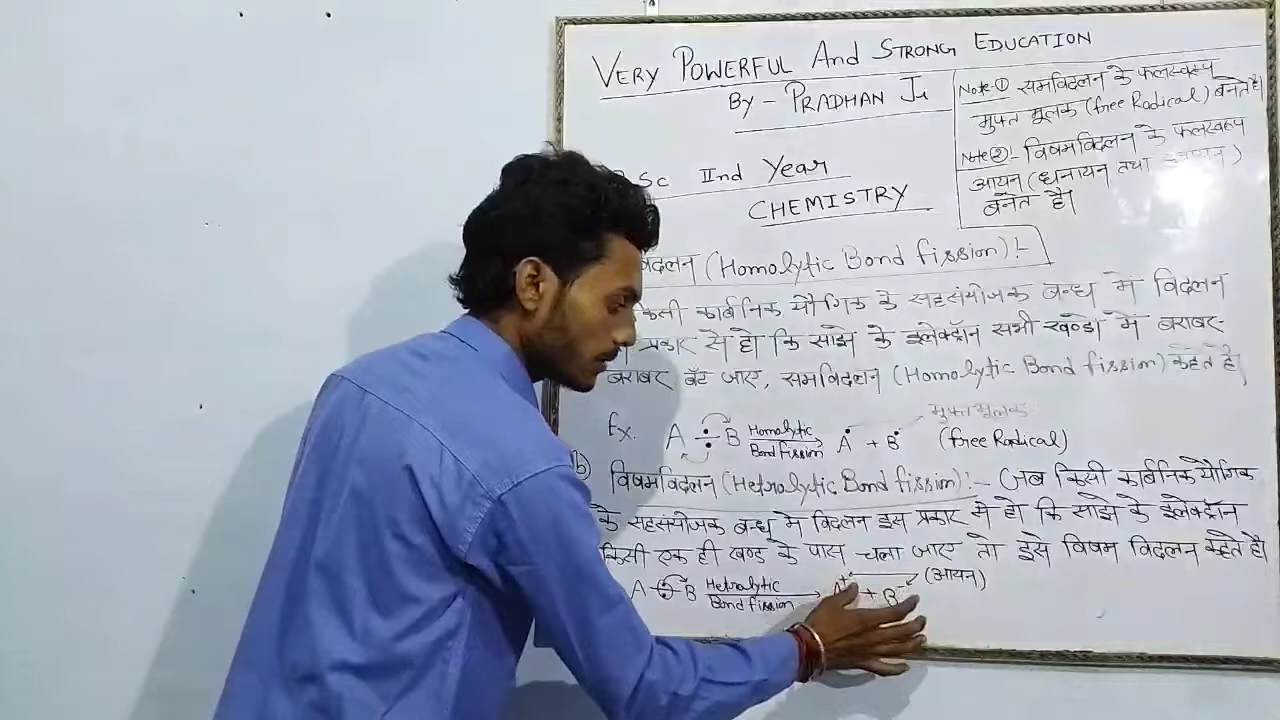 VERY POWERFUL And STRONG EDUCATION
BY - PRADHAN Jr
Note ① समविदलन के फलस्वरूप
मुक्त मूलक (free Radical) बनते है।
Note ② :- विषमविदलन के फलस्वरूप
आयन (धनायन तथा
बनते है।
Sc IInd Year
CHEMISTRY
(Homolytic Bond fission) :-
किसी कार्बनिक यौगिक के सहसंयोजक बन्ध में विदलन
प्रकार से हो कि साझे के इलेक्ट्रॉन सभी खण्डो में बराबर
बराबर बँट जाए, समविदलन (Homolytic Bond fission) कहते है।
मुक्त मूलक
Ex. A : B Homolytic Bond fission A• + B• (free Radical)
b) विषमविदलन (Hetrolytic Bond fission) :- जब किसी कार्बनिक यौगिक
के सहसंयोजक बन्ध में विदलन इस प्रकार से हो कि साझे के इलेक्ट्रॉन
किसी एक ही खण्ड के पास चला जाए तो इसे विषम विदलन कहते है।
A : B Hetrolytic Bond fission A+ + B (आयन)